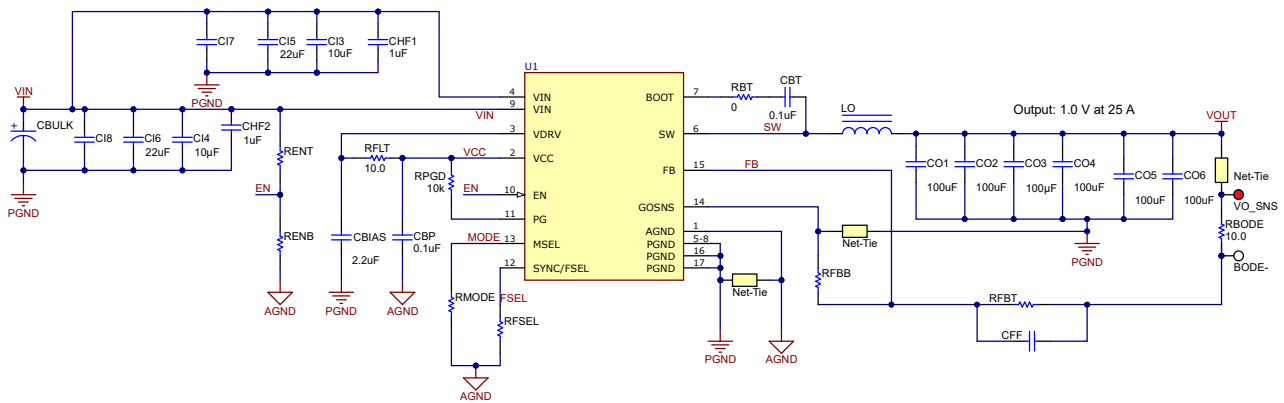 CI7
CI5
22uF
CI3
10uF
CHF1
1uF
PGND
VIN
+
CBULK
CI8
CI6
22uF
CI4
10µF
CHF2
1uF
PGND
RENT
EN
RENB
AGND
U1
4
VIN
9
VIN
VIN
3
VDRV
VCC
2
VCC
RFLT
10.0
RPGD
10k
EN
10
EN
11
PG
MODE
13
MSEL
12
SYNC/FSEL
CBIAS
2.2uF
CBP
0.1uF
PGND
AGND
RMODE
FSEL
RFSEL
AGND
BOOT
7
SW
6
FB
15
GOSNS
14
AGND
1
PGND
5-8
PGND
16
PGND
17
RBT
0
CBT
0.1uF
SW
FB
LO
Output: 1.0 V at 25 A
VOUT
CO1
100uF
CO2
100uF
CO3
100µF
CO4
100uF
CO5
100uF
CO6
100uF
Net-Tie
VO_SNS
RBODE
10.0
BODE-
Net-Tie
PGND
RFBB
Net-Tie
PGND
AGND
RFBT
CFF